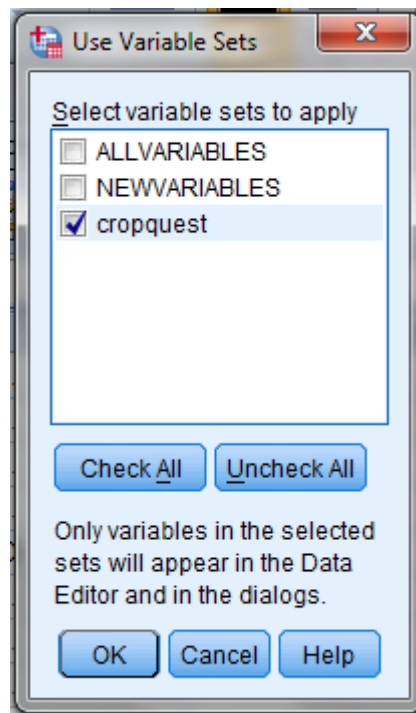 Use Variable Sets
Select variable sets to apply
ALLVARIABLES
NEWVARIABLES
cropquest
Check All
Uncheck All
Only variables in the selected
sets will appear in the Data
Editor and in the dialogs.
OK
Cancel
Help